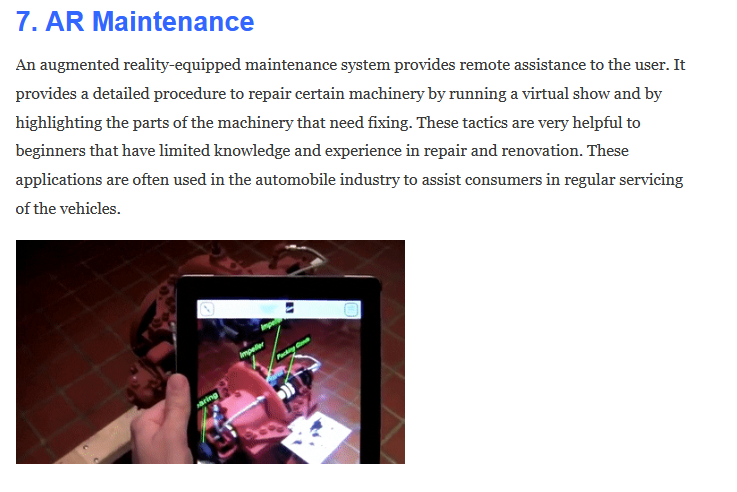 7. AR Maintenance
An augmented reality-equipped maintenance system provides remote assistance to the user. It
provides a detailed procedure to repair certain machinery by running a virtual show and by
highlighting the parts of the machinery that need fixing. These tactics are very helpful to
beginners that have limited knowledge and experience in repair and renovation. These
applications are often used in the automobile industry to assist consumers in regular servicing
of the vehicles.
Impeller
Impeller
Packing Gland